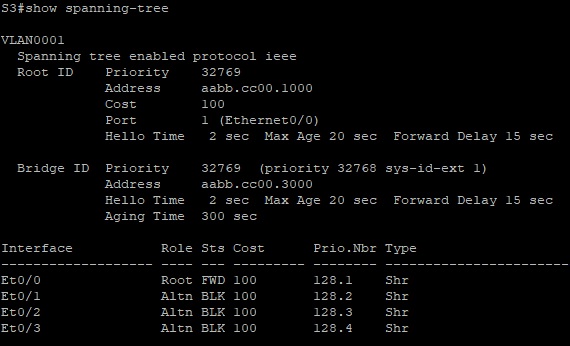 S3#show spanning-tree
VLAN0001
  Spanning tree enabled protocol ieee
  Root ID    Priority    32769
             Address     aabb.cc00.1000
             Cost        100
             Port        1 (Ethernet0/0)
             Hello Time   2 sec  Max Age 20 sec  Forward Delay 15 sec
  Bridge ID  Priority    32769  (priority 32768 sys-id-ext 1)
             Address     aabb.cc00.3000
             Hello Time   2 sec  Max Age 20 sec  Forward Delay 15 sec
             Aging Time  300 sec
Interface           Role Sts Cost      Prio.Nbr Type
------------------- ---- --- --------- -------- --------------------------------
Et0/0               Root FWD 100       128.1    Shr
Et0/1               Altn BLK 100       128.2    Shr
Et0/2               Altn BLK 100       128.3    Shr
Et0/3               Altn BLK 100       128.4    Shr